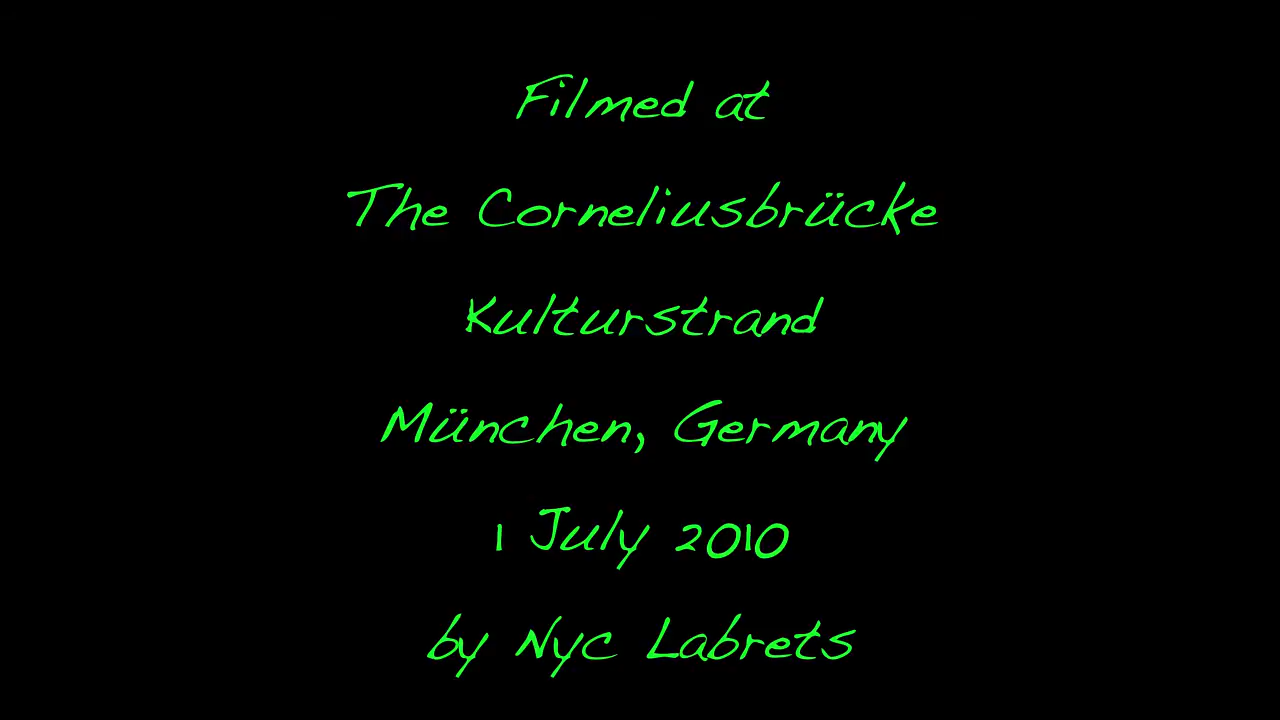 Filmed at
The Corneliusbrücke
Kulturstrand
München, Germany
1 July 2010
by Nyc Labrets